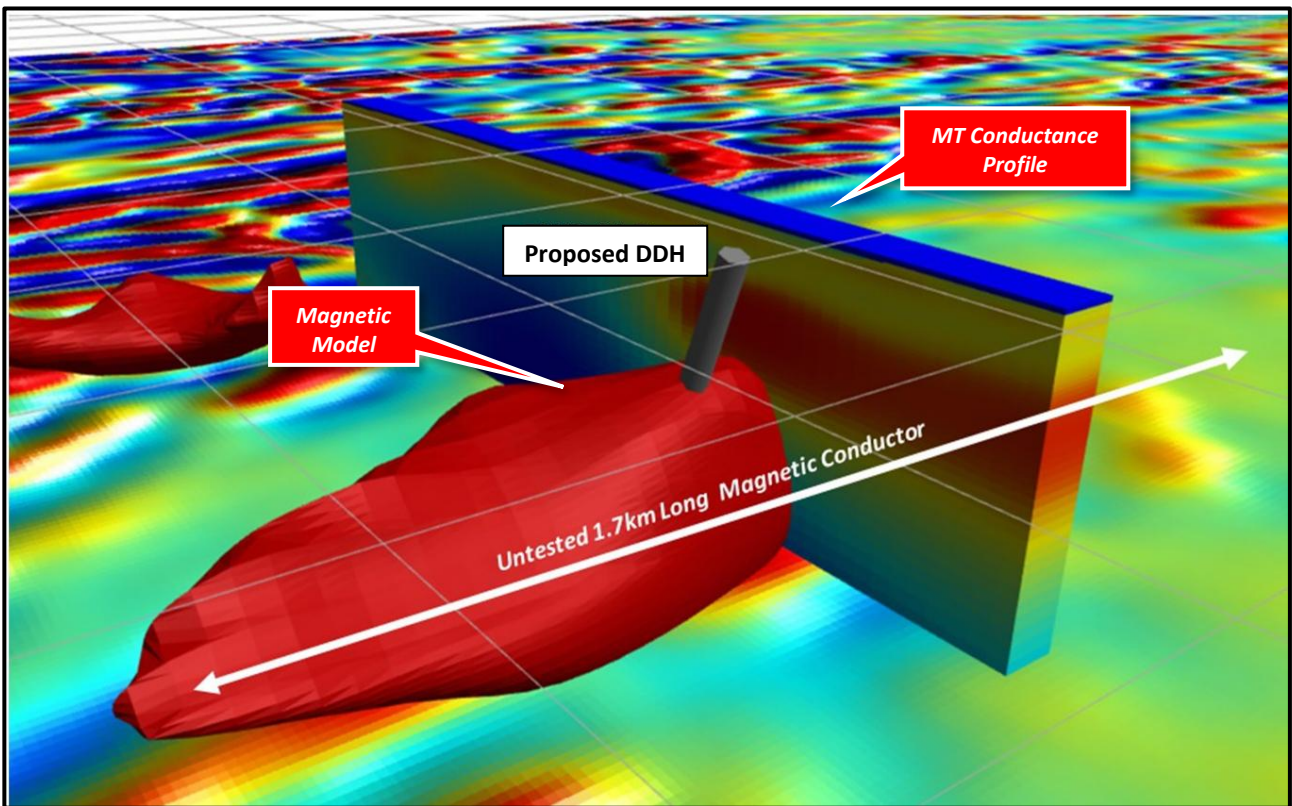 MT Conductance
Profile
Proposed DDH
Magnetic
Model
Untested 1.7km Long Magnetic Conductor